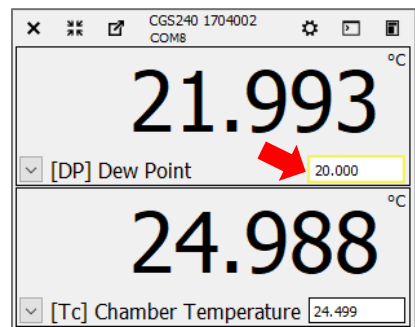 CGS240 1704002
COM8
°C
21.993
[DP] Dew Point 20.000
°C
24.988
[Tc] Chamber Temperature 24.499